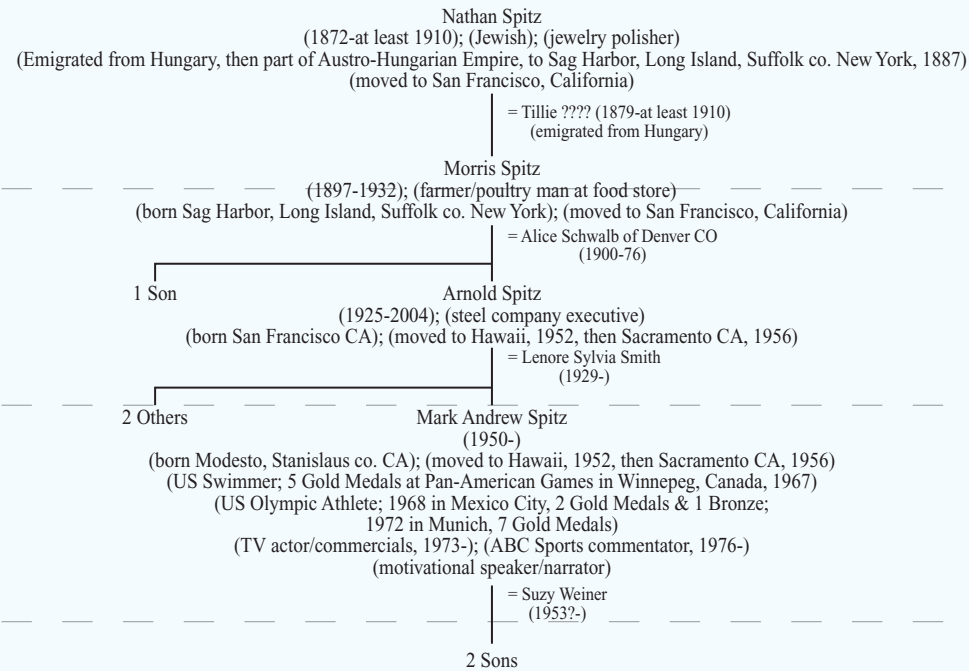 Nathan Spitz
(1872-at least 1910); (Jewish); (jewelry polisher)
(Emigrated from Hungary, then part of Austro-Hungarian Empire, to Sag Harbor, Long Island, Suffolk co. New York, 1887)
(moved to San Francisco, California)
= Tillie ???? (1879-at least 1910)
(emigrated from Hungary)
Morris Spitz
(1897-1932); (farmer/poultry man at food store)
(born Sag Harbor, Long Island, Suffolk co. New York); (moved to San Francisco, California)
= Alice Schwalb of Denver CO
(1900-76)
1 Son
Arnold Spitz
(1925-2004); (steel company executive)
(born San Francisco CA); (moved to Hawaii, 1952, then Sacramento CA, 1956)
= Lenore Sylvia Smith
(1929-)
2 Others
Mark Andrew Spitz
(1950-)
(born Modesto, Stanislaus co. CA); (moved to Hawaii, 1952, then Sacramento CA, 1956)
(US Swimmer; 5 Gold Medals at Pan-American Games in Winnepeg, Canada, 1967)
(US Olympic Athlete; 1968 in Mexico City, 2 Gold Medals & 1 Bronze;
1972 in Munich, 7 Gold Medals)
(TV actor/commercials, 1973-); (ABC Sports commentator, 1976-)
(motivational speaker/narrator)
= Suzy Weiner
(1953?-)
2 Sons